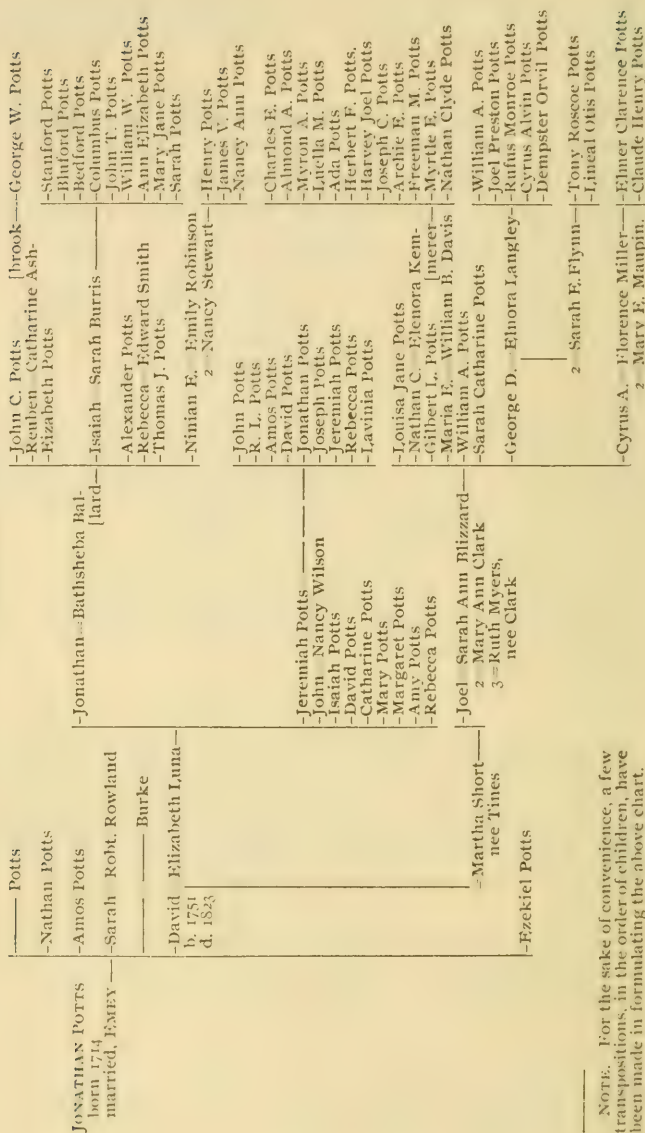 JONATHAN POTTS
born 1714
married, EMEY
—— Potts
-Nathan Potts
-Amos Potts
-Sarah Robt. Rowland
—— Burke
-David Elizabeth Luna—
b. 1751
d. 1823
=Martha Short—
nee Tines
-Ezekiel Potts
-Jonathan=Bathsheba Bal-
[lard—
-Jeremiah Potts ——
-John Nancy Wilson
-Isaiah Potts
-David Potts
-Catharine Potts
-Mary Potts
-Margaret Potts
-Amy Potts
-Rebecca Potts
-Joel Sarah Ann Blizzard—
2 Mary Ann Clark
3=Ruth Myers,
nee Clark
-John C. Potts [brook—
-Reuben Catharine Ash-
-Eizabeth Potts
-Isaiah Sarah Burris ——
-Alexander Potts
-Rebecca Edward Smith
-Thomas J. Potts
-Ninian E. Emily Robinson
2 Nancy Stewart—
-John Potts
-R. L. Potts
-Amos Potts
-David Potts
-Jonathan Potts
-Joseph Potts
-Jeremiah Potts
-Rebecca Potts
-Lavinia Potts
-Louisa Jane Potts
-Nathan C. Elenora Kem-
-Gilbert L. Potts [merer—
-Maria E. William B. Davis
-William A. Potts
-Sarah Catharine Potts
-George D. Elnora Langley-
2 Sarah E. Flynn—
-Cyrus A. Florence Miller—
2 Mary E. Maupin.
-George W. Potts
-Stanford Potts
-Bluford Potts
-Bedford Potts
-Columbus Potts
-John T. Potts
-William W. Potts
-Ann Elizabeth Potts
-Mary Jane Potts
-Sarah Potts
-Henry Potts
-James V. Potts
-Nancy Ann Potts
-Charles E. Potts
-Almond A. Potts
-Myron A. Potts
-Luella M. Potts
-Ada Potts
-Herbert F. Potts.
-Harvey Joel Potts
-Joseph C. Potts
-Archie E. Potts
-Freeman M. Potts
-Myrtle E. Potts
-Nathan Clyde Potts
-William A. Potts
-Joel Preston Potts
-Rufus Monroe Potts
-Cyrus Alvin Potts
-Dempster Orvil Potts
-Tony Roscoe Potts
-Lineal Otis Potts
-Elmer Clarence Potts
-Claude Henry Potts
NOTE. For the sake of convenience, a few
transpositions, in the order of children, have
been made in formulating the above chart.